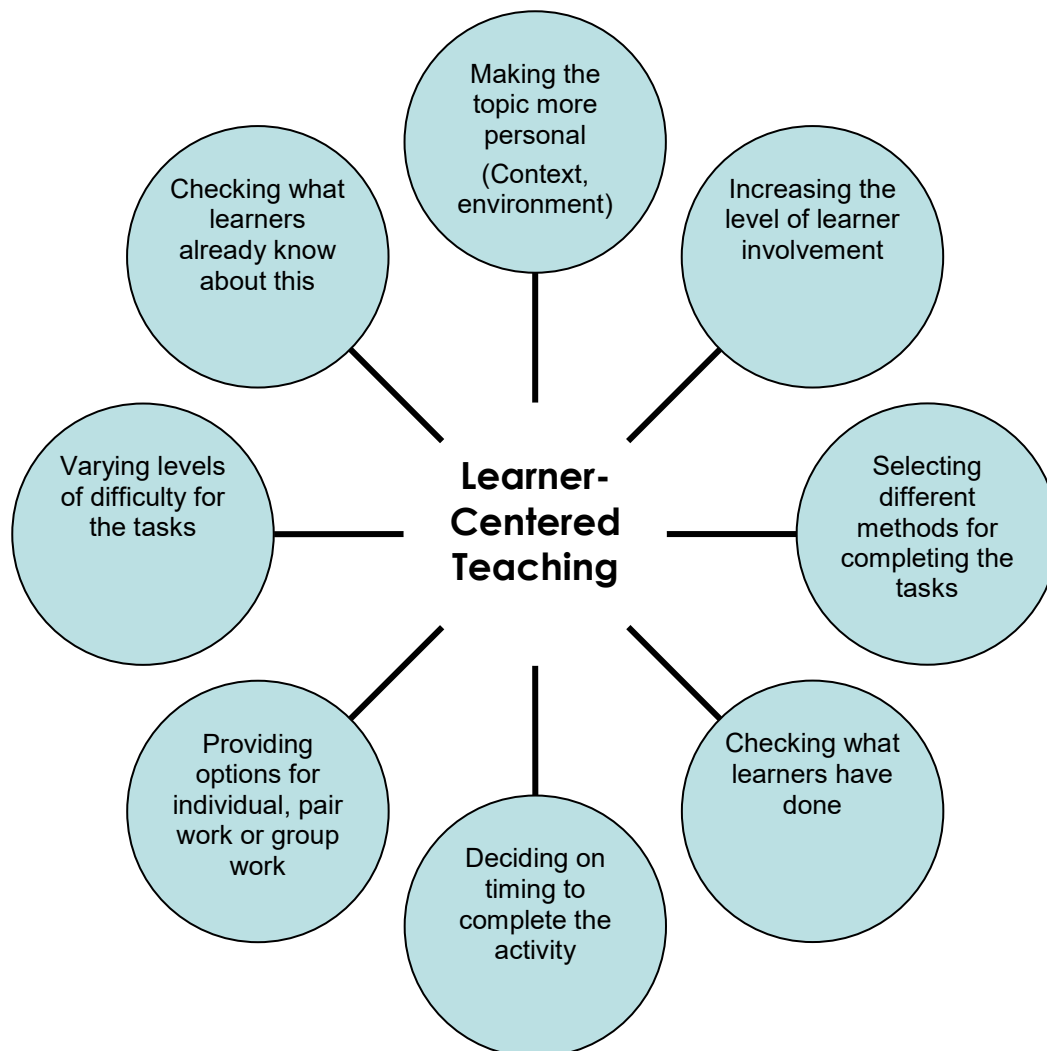 Making the
topic more
personal
(Context,
environment)
Increasing the
level of learner
involvement
Selecting
different
methods for
completing the
tasks
Checking what
learners have
done
Deciding on
timing to
complete the
activity
Providing
options for
individual, pair
work or group
work
Varying levels
of difficulty for
the tasks
Checking what
learners
already know
about this
Learner-
Centered
Teaching